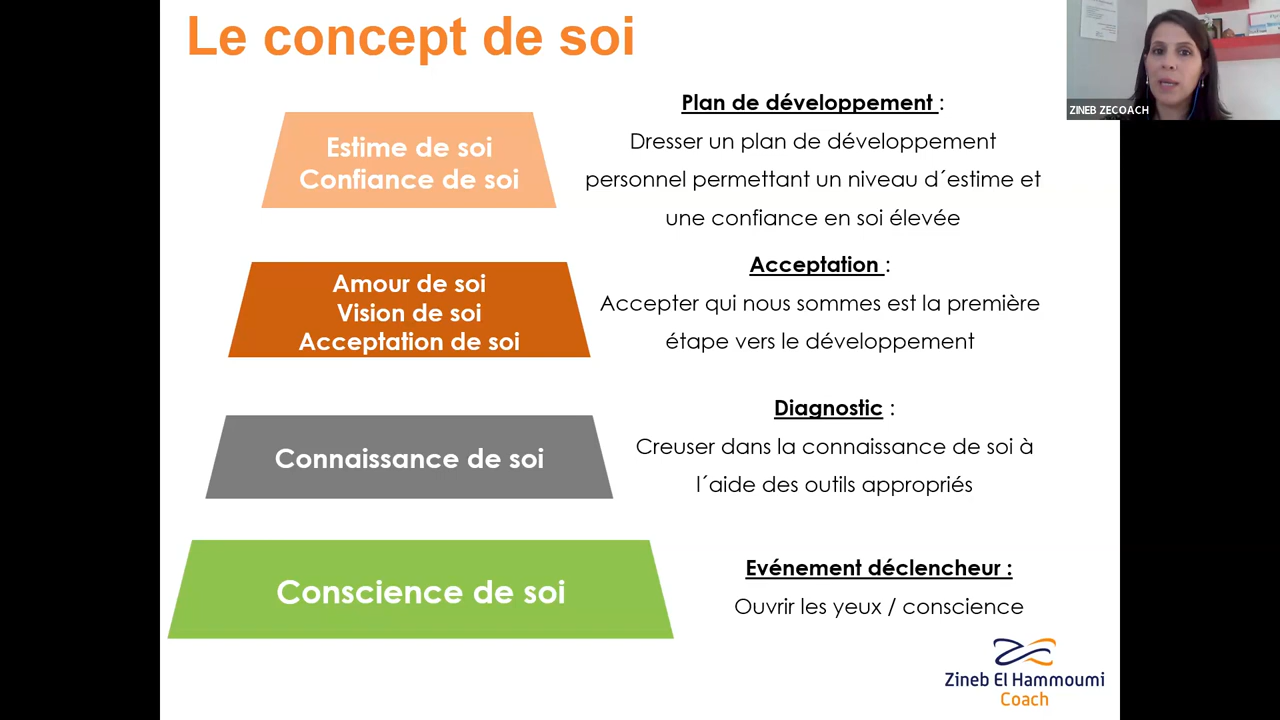 Le concept de soi
ZINEB ZECOACH
Estime de soi
Confiance de soi
Plan de développement :
Dresser un plan de développement
personnel permettant un niveau d´estime et
une confiance en soi élevée
Amour de soi
Vision de soi
Acceptation de soi
Acceptation :
Accepter qui nous sommes est la première
étape vers le développement
Connaissance de soi
Diagnostic :
Creuser dans la connaissance de soi à
l´aide des outils appropriés
Conscience de soi
Evénement déclencheur :
Ouvrir les yeux / conscience
Zineb El Hammoumi
Coach